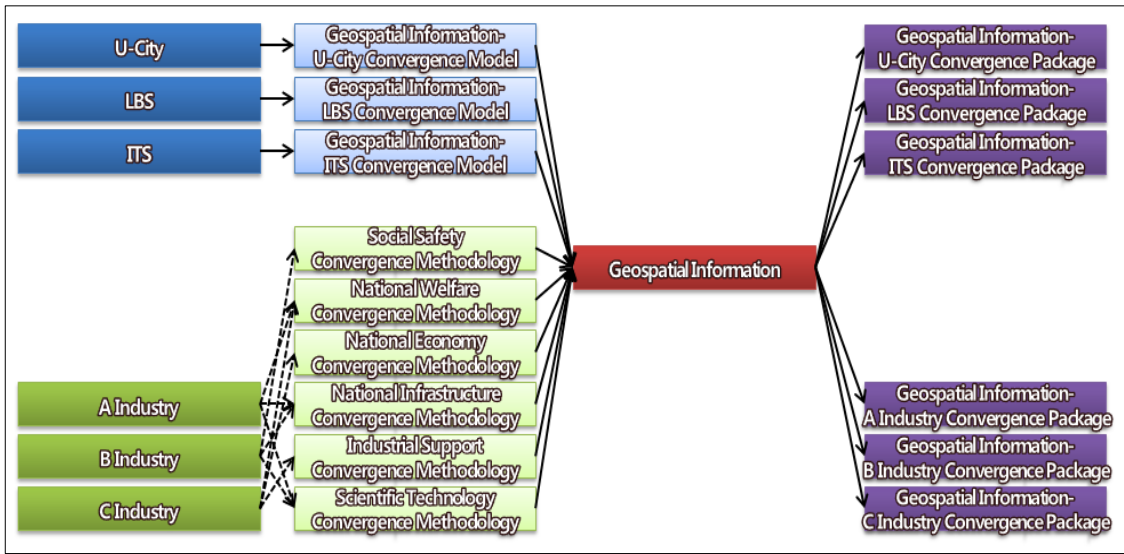 U-City
Geospatial Information-
U-City Convergence Model
LBS
Geospatial Information-
LBS Convergence Model
ITS
Geospatial Information-
ITS Convergence Model
Social Safety
Convergence Methodology
National Welfare
Convergence Methodology
National Economy
Convergence Methodology
A Industry
National Infrastructure
Convergence Methodology
B Industry
Industrial Support
Convergence Methodology
C Industry
Scientific Technology
Convergence Methodology
Geospatial Information
Geospatial Information-
U-City Convergence Package
Geospatial Information-
LBS Convergence Package
Geospatial Information-
ITS Convergence Package
Geospatial Information-
A Industry Convergence Package
Geospatial Information-
B Industry Convergence Package
Geospatial Information-
C Industry Convergence Package